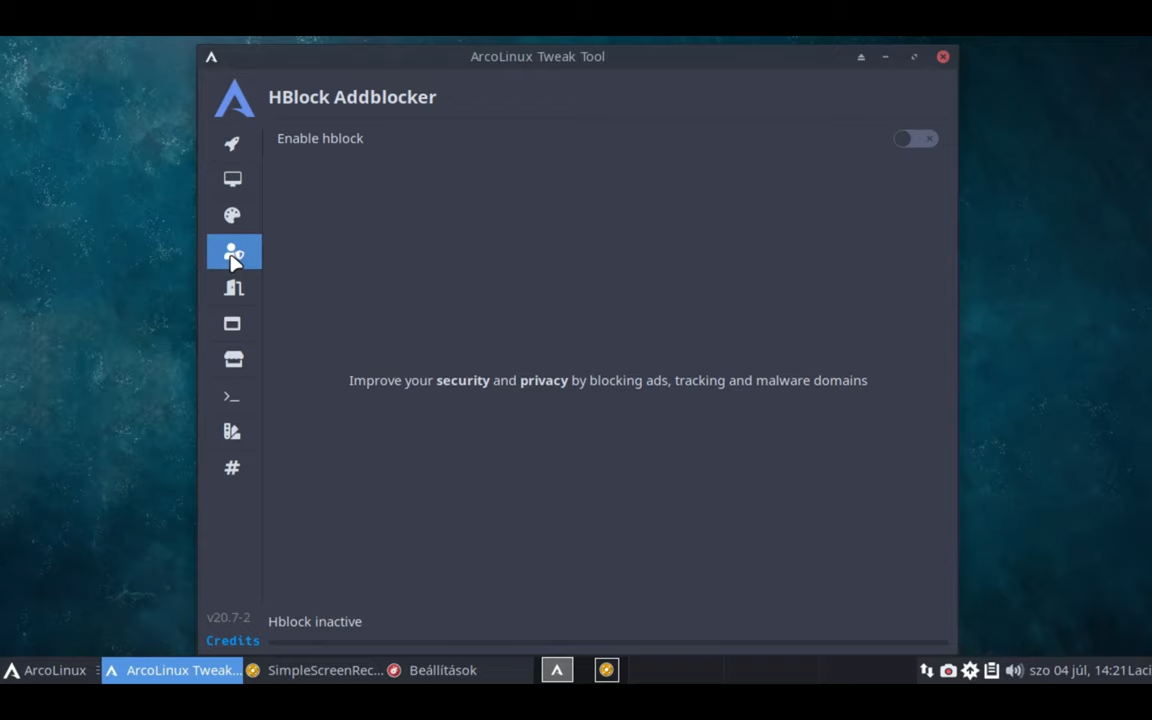 ArcoLinux Tweak Tool
HBlock Addblocker
Enable hblock
Improve your security and privacy by blocking ads, tracking and malware domains
v20.7-2
Hblock inactive
Credits
ArcoLinux
ArcoLinux Tweak...
SimpleScreenRec...
Beállítások
szo 04 júl, 14:21Laci